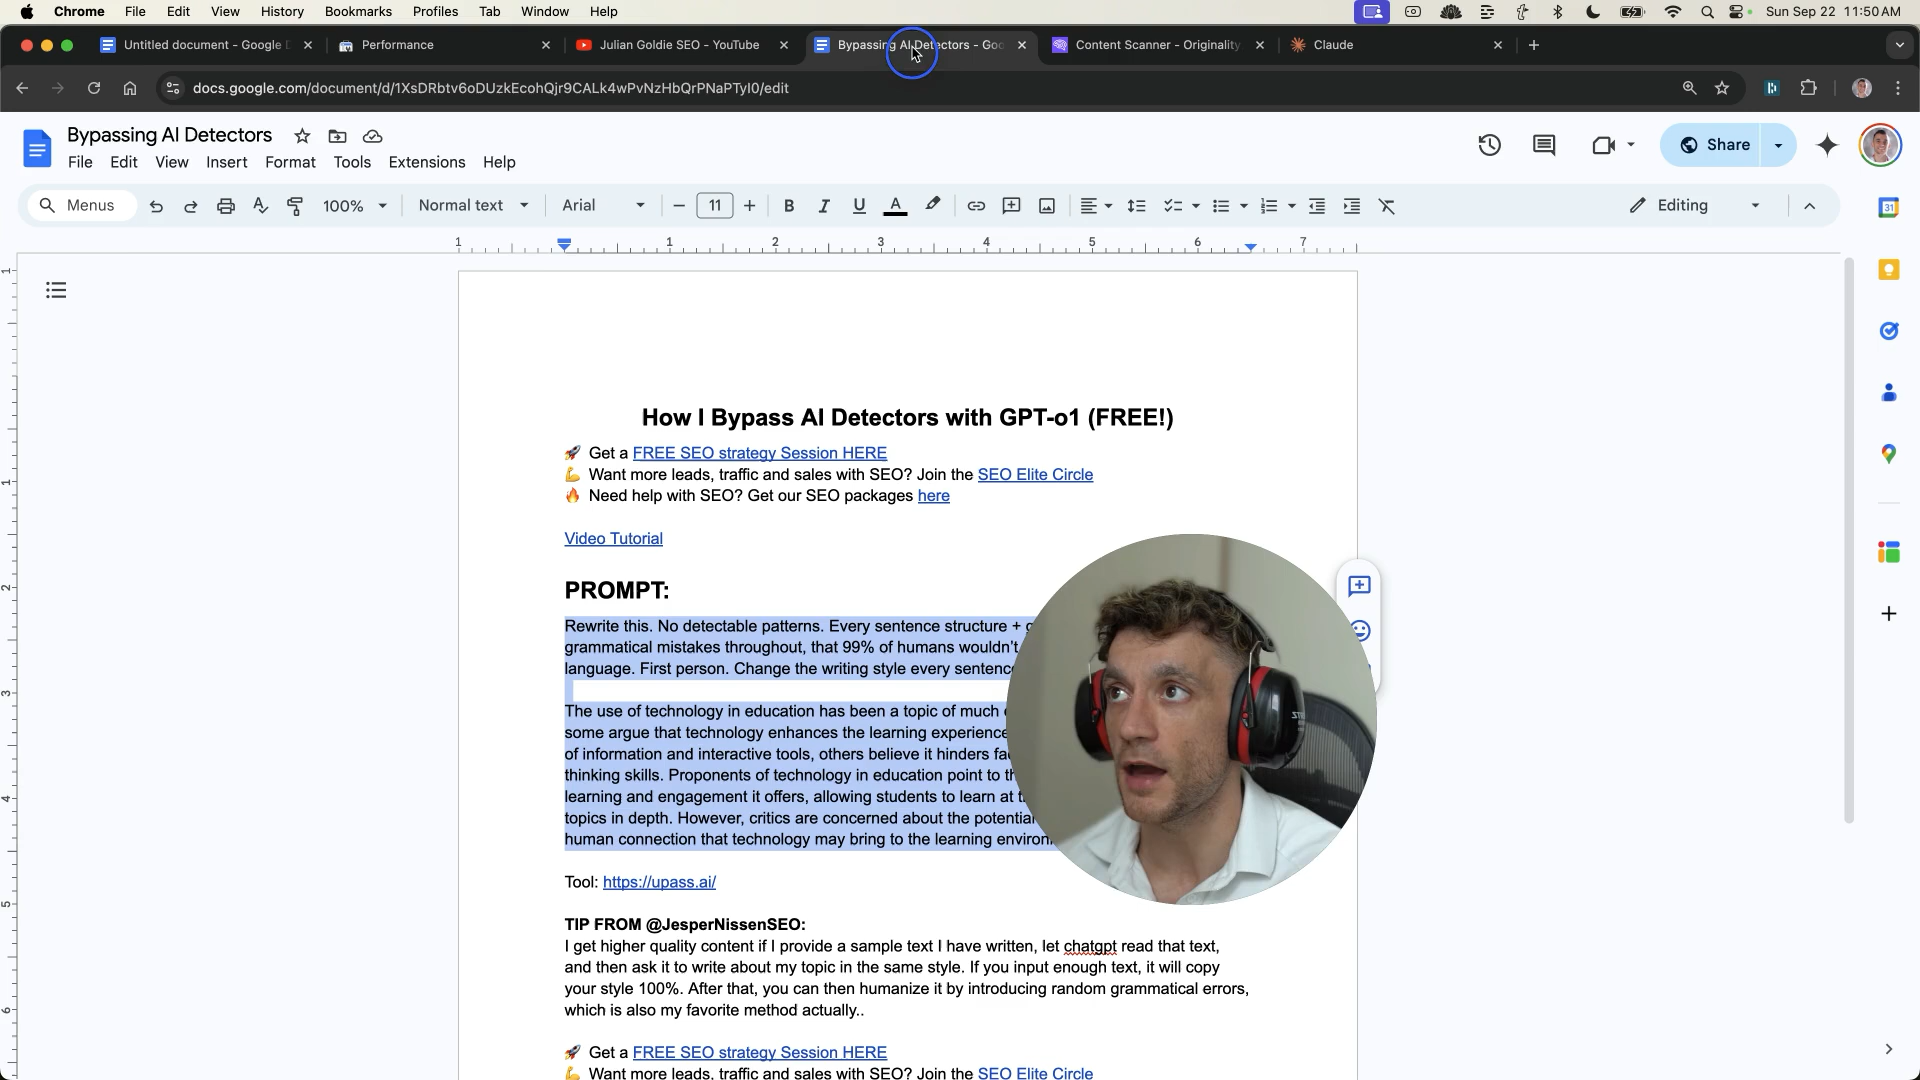 Chrome File Edit View History Bookmarks Profiles Tab Window Help Sun Sep 22 11:50 AM
Untitled document - Google D Performance Julian Goldie SEO - YouTube Bypassing AI Detectors - Goo Content Scanner - Originality Claude
docs.google.com/document/d/1XsDRbtv6oDUzkEcohQjr9CALk4wPvNzHbQrPNaPTyI0/edit
Bypassing AI Detectors
File Edit View Insert Format Tools Extensions Help
Share
Menus 100% Normal text Arial 11 B I U A Editing
1 1 2 3 4 5 6 7
31
How I Bypass AI Detectors with GPT-o1 (FREE!)
🚀 Get a FREE SEO strategy Session HERE
💪 Want more leads, traffic and sales with SEO? Join the SEO Elite Circle
🔥 Need help with SEO? Get our SEO packages here
Video Tutorial
PROMPT:
Rewrite this. No detectable patterns. Every sentence structure +
grammatical mistakes throughout, that 99% of humans wouldn't
language. First person. Change the writing style every sentence
The use of technology in education has been a topic of much
some argue that technology enhances the learning experience
of information and interactive tools, others believe it hinders
thinking skills. Proponents of technology in education point to
learning and engagement it offers, allowing students to learn at
topics in depth. However, critics are concerned about the potential
human connection that technology may bring to the learning
Tool: https://upass.ai/
TIP FROM @JesperNissenSEO:
I get higher quality content if I provide a sample text I have written, let chatgpt read that text,
and then ask it to write about my topic in the same style. If you input enough text, it will copy
your style 100%. After that, you can then humanize it by introducing random grammatical errors,
which is also my favorite method actually..
🚀 Get a FREE SEO strategy Session HERE
💪 Want more leads, traffic and sales with SEO? Join the SEO Elite Circle